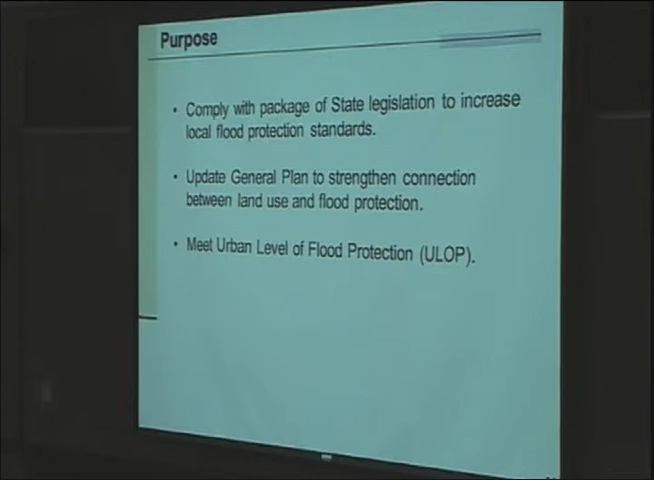 Purpose
• Comply with package of State legislation to increase
local flood protection standards.
• Update General Plan to strengthen connection
between land use and flood protection.
• Meet Urban Level of Flood Protection (ULOP).